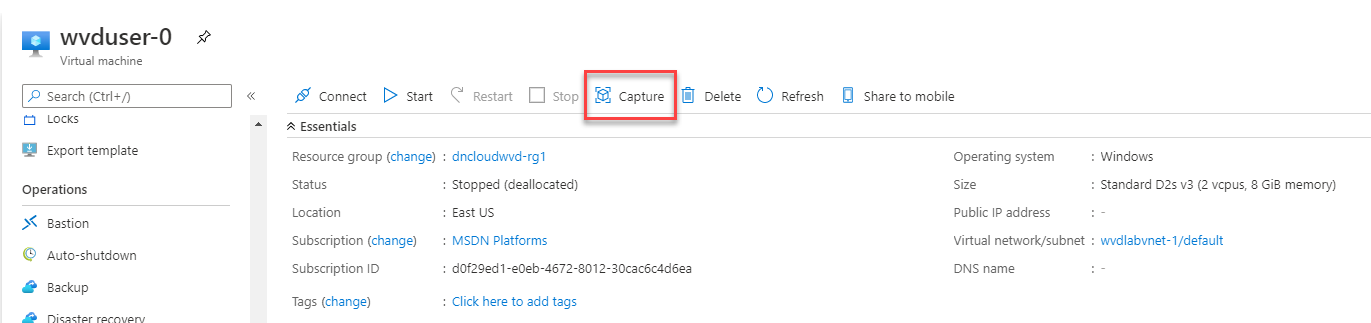 wvduser-0
Virtual machine
Search (Ctrl+/)
«
Locks
Export template
Operations
Bastion
Auto-shutdown
Backup
Disaster recovery
Connect Start Restart Stop Capture Delete Refresh Share to mobile
Essentials
Resource group (change) : dncloudwvd-rg1
Status : Stopped (deallocated)
Location : East US
Subscription (change) : MSDN Platforms
Subscription ID : d0f29ed1-e0eb-4672-8012-30cac6c4d6ea
Tags (change) : Click here to add tags
Operating system : Windows
Size : Standard D2s v3 (2 vcpus, 8 GiB memory)
Public IP address : -
Virtual network/subnet : wvdlabvnet-1/default
DNS name : -